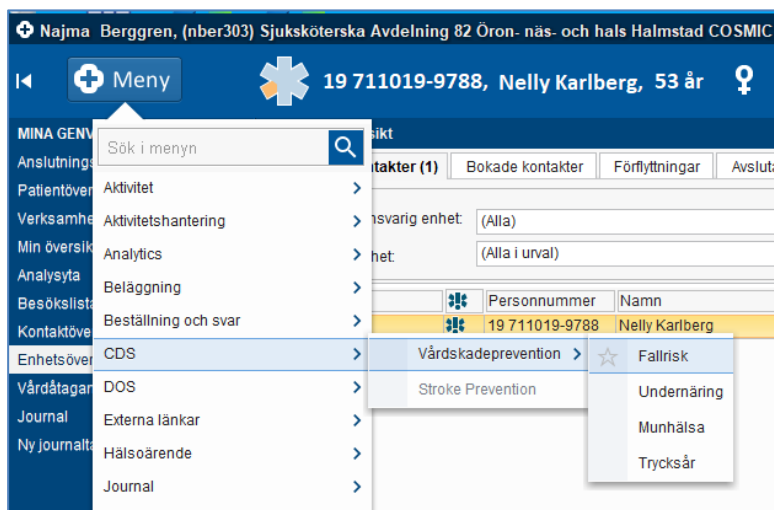 Najma Berggren, (nber303) Sjuksköterska Avdelning 82 Öron- näs- och hals Halmstad COSMIC
Meny
19 711019-9788, Nelly Karlberg, 53 år
MINA GENV
Sök i menyn
sikt
Anslutnings
Patientöver
Verksamhe
Min översik
Analysyta
Besökslista
Kontaktöve
Enhetsöver
Vårdåtagar
Journal
Ny journalta
Aktivitet
Aktivitetshantering
Analytics
Beläggning
Beställning och svar
CDS
DOS
Externa länkar
Hälsoärende
Journal
ntakter (1)
Bokade kontakter
Förflyttningar
Avsluta
nsvarig enhet:
(Alla)
het:
(Alla i urval)
Personnummer
Namn
19 711019-9788
Nelly Karlberg
Vårdskadeprevention
Stroke Prevention
Fallrisk
Undernäring
Munhälsa
Trycksår